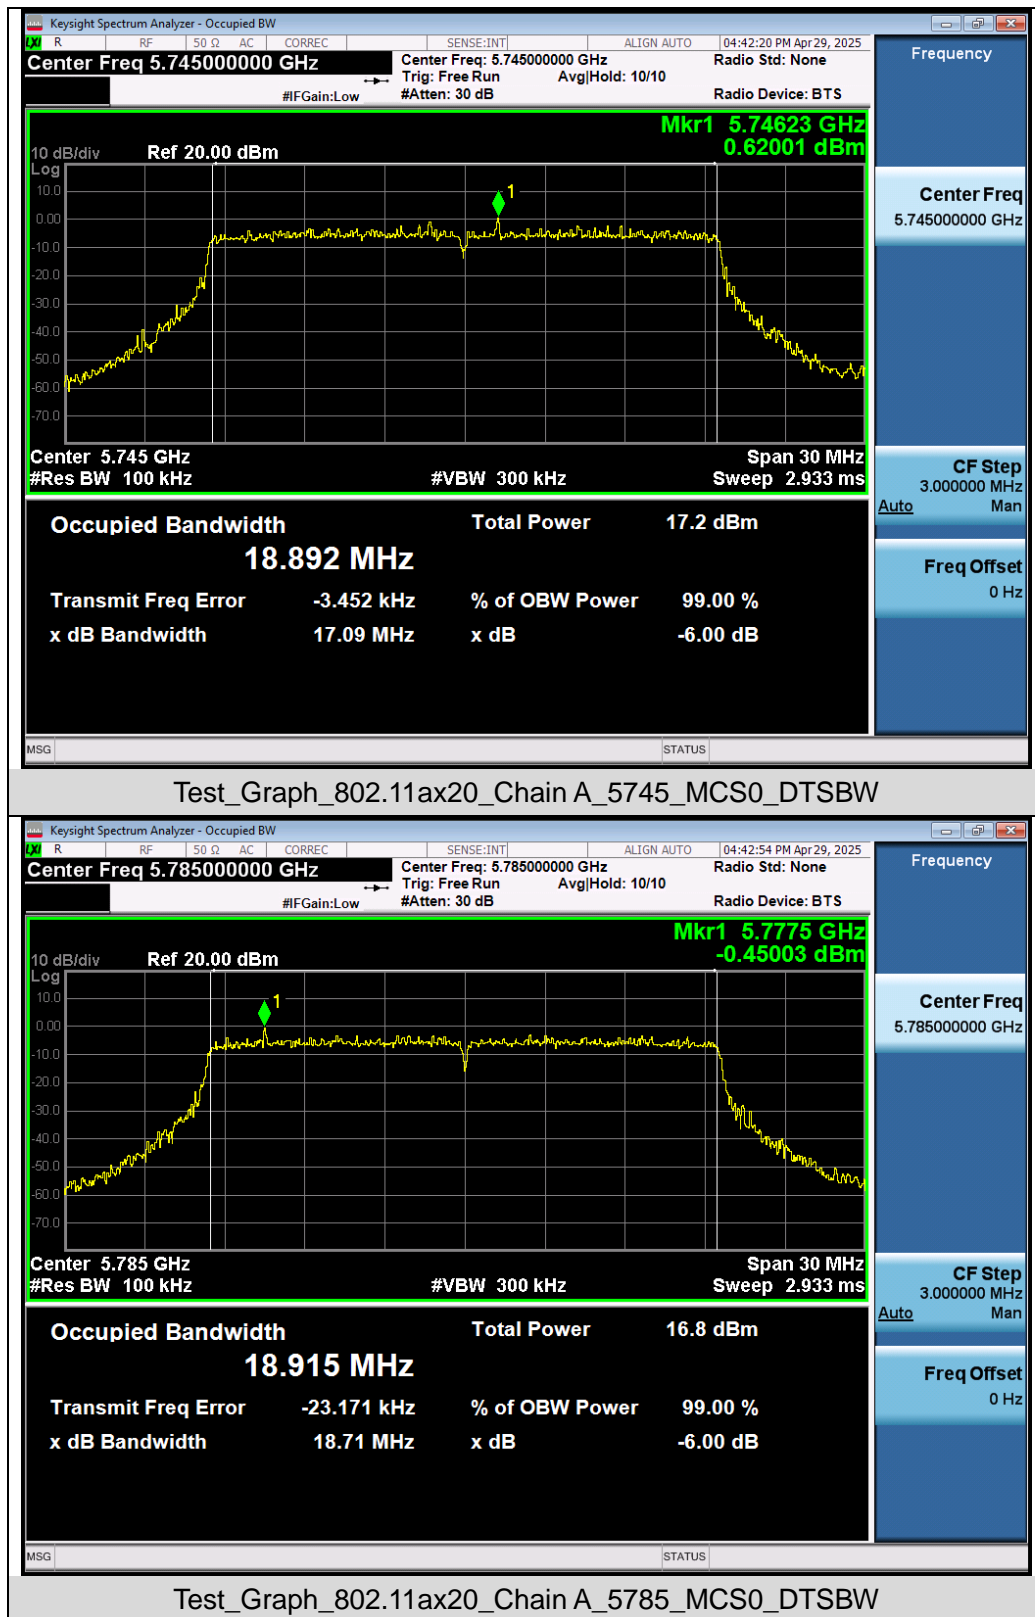 Keysight Spectrum Analyzer - Occupied BW
LXI R RF 50 Ω AC CORREC SENSE:INT ALIGN AUTO 04:42:20 PM Apr 29, 2025
Center Freq 5.745000000 GHz Center Freq: 5.745000000 GHz Radio Std: None
Trig: Free Run Avg|Hold: 10/10
#IFGain:Low #Atten: 30 dB Radio Device: BTS
Frequency
Mkr1 5.74623 GHz
0.62001 dBm
10 dB/div Ref 20.00 dBm
Log
10.0
0.00
-10.0
-20.0
-30.0
-40.0
-50.0
-60.0
-70.0
1
Center 5.745 GHz Span 30 MHz
#Res BW 100 kHz #VBW 300 kHz Sweep 2.933 ms
Center Freq
5.745000000 GHz
CF Step
3.000000 MHz
Auto Man
Freq Offset
0 Hz
Occupied Bandwidth Total Power 17.2 dBm
18.892 MHz
Transmit Freq Error -3.452 kHz % of OBW Power 99.00 %
x dB Bandwidth 17.09 MHz x dB -6.00 dB
MSG STATUS
Test_Graph_802.11ax20_Chain A_5745_MCS0_DTSBW
Keysight Spectrum Analyzer - Occupied BW
LXI R RF 50 Ω AC CORREC SENSE:INT ALIGN AUTO 04:42:54 PM Apr 29, 2025
Center Freq 5.785000000 GHz Center Freq: 5.785000000 GHz Radio Std: None
Trig: Free Run Avg|Hold: 10/10
#IFGain:Low #Atten: 30 dB Radio Device: BTS
Frequency
Mkr1 5.7775 GHz
-0.45003 dBm
10 dB/div Ref 20.00 dBm
Log
10.0
0.00
-10.0
-20.0
-30.0
-40.0
-50.0
-60.0
-70.0
1
Center 5.785 GHz Span 30 MHz
#Res BW 100 kHz #VBW 300 kHz Sweep 2.933 ms
Center Freq
5.785000000 GHz
CF Step
3.000000 MHz
Auto Man
Freq Offset
0 Hz
Occupied Bandwidth Total Power 16.8 dBm
18.915 MHz
Transmit Freq Error -23.171 kHz % of OBW Power 99.00 %
x dB Bandwidth 18.71 MHz x dB -6.00 dB
MSG STATUS
Test_Graph_802.11ax20_Chain A_5785_MCS0_DTSBW